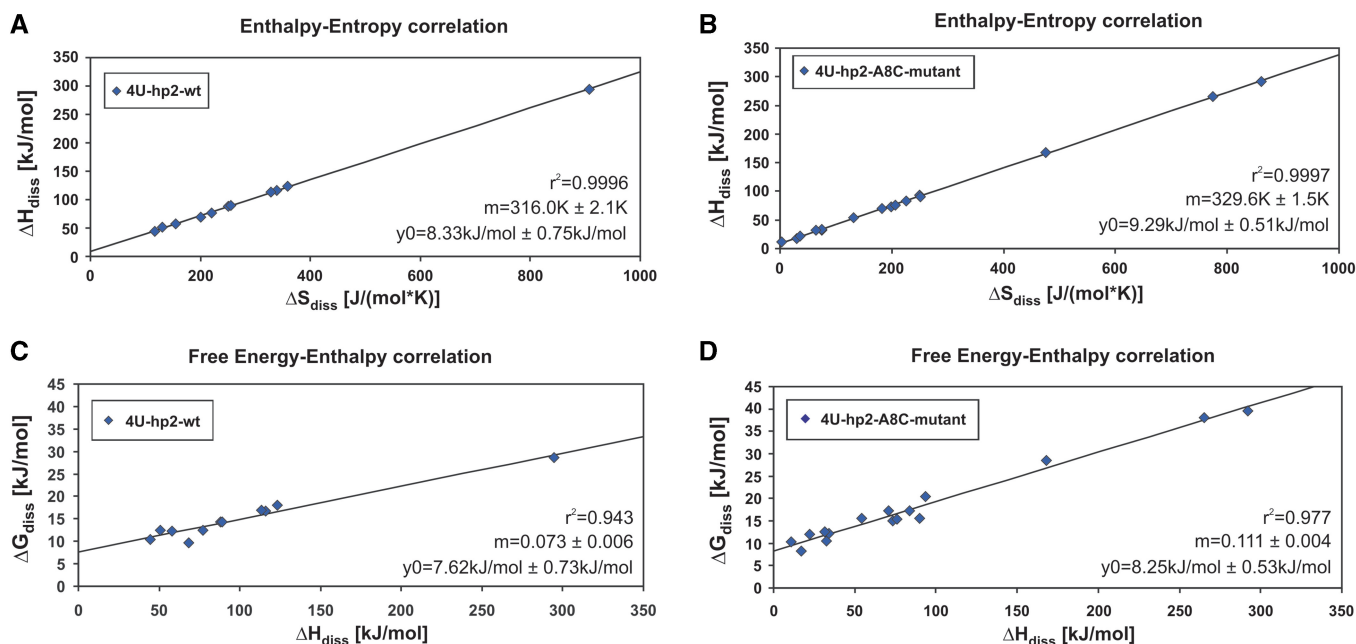 A
Enthalpy-Entropy correlation
350
300
250
200
150
100
50
0
ΔHdiss [kJ/mol]
4U-hp2-wt
r²=0.9996
m=316.0K ± 2.1K
y0=8.33kJ/mol ± 0.75kJ/mol
0 200 400 600 800 1000
ΔSdiss [J/(mol*K)]
B
Enthalpy-Entropy correlation
350
300
250
200
150
100
50
0
ΔHdiss [kJ/mol]
4U-hp2-A8C-mutant
r²=0.9997
m=329.6K ± 1.5K
y0=9.29kJ/mol ± 0.51kJ/mol
0 200 400 600 800 1000
ΔSdiss [J/(mol*K)]
C
Free Energy-Enthalpy correlation
45
40
35
30
25
20
15
10
5
0
ΔGdiss [kJ/mol]
4U-hp2-wt
r²=0.943
m=0.073 ± 0.006
y0=7.62kJ/mol ± 0.73kJ/mol
0 50 100 150 200 250 300 350
ΔHdiss [kJ/mol]
D
Free Energy-Enthalpy correlation
45
40
35
30
25
20
15
10
5
0
ΔGdiss [kJ/mol]
4U-hp2-A8C-mutant
r²=0.977
m=0.111 ± 0.004
y0=8.25kJ/mol ± 0.53kJ/mol
0 50 100 150 200 250 300 350
ΔHdiss [kJ/mol]